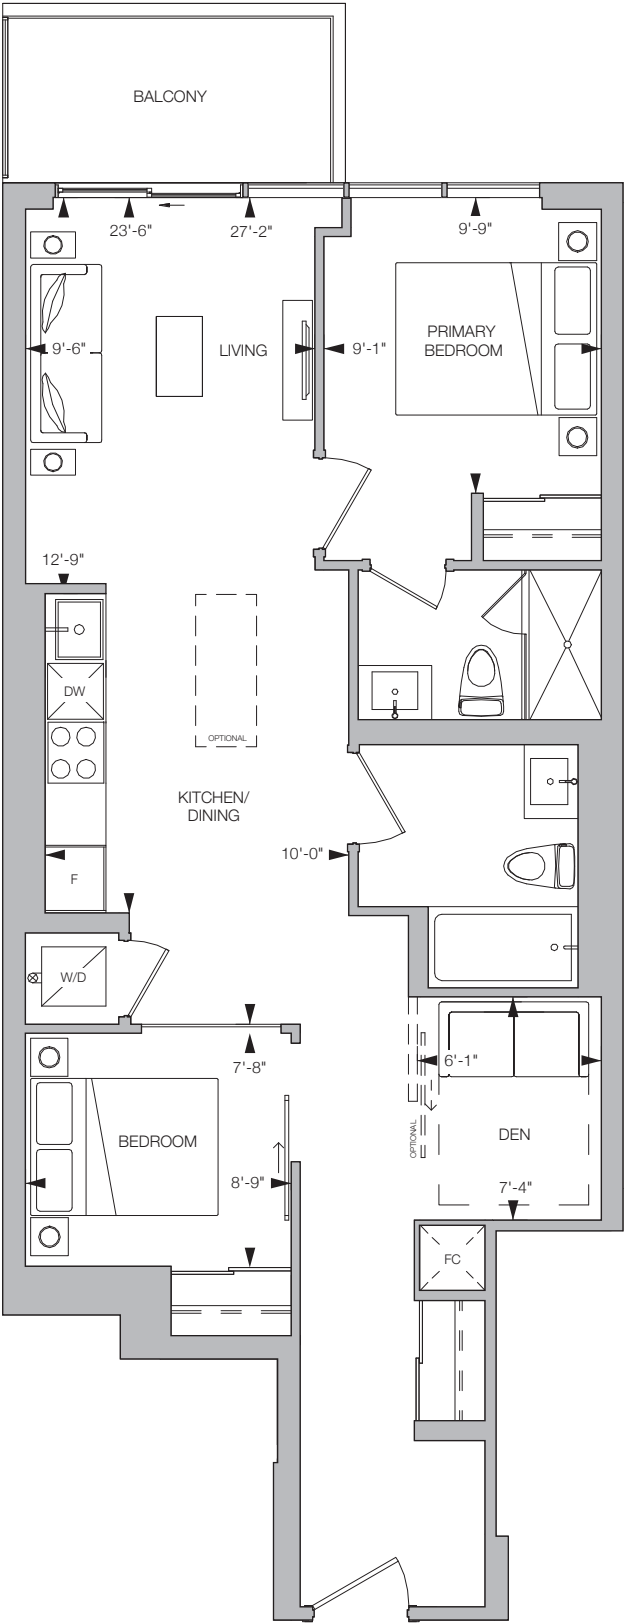 BALCONY
23'-6"
27'-2"
9'-9"
9'-6"
LIVING
9'-1"
PRIMARY
BEDROOM
12'-9"
DW
OPTIONAL
KITCHEN/
DINING
10'-0"
F
W/D
7'-8"
6'-1"
BEDROOM
OPTIONAL
DEN
8'-9"
7'-4"
FC